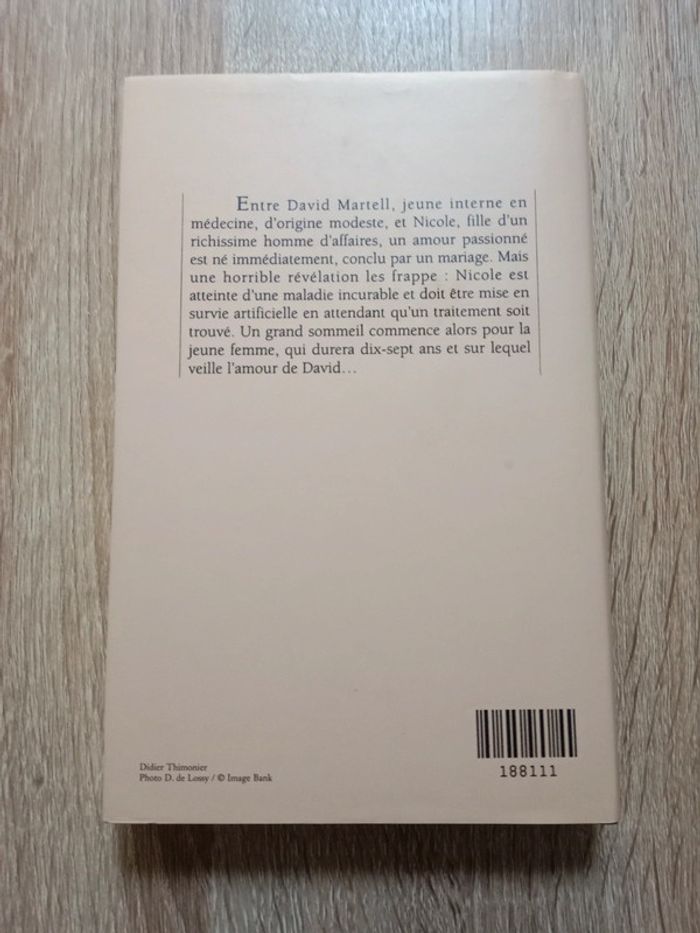 Entre David Martell, jeune interne en
médecine, d'origine modeste, et Nicole, fille d'un
richissime homme d'affaires, un amour passionné
est né immédiatement, conclu par un mariage. Mais
une horrible révélation les frappe : Nicole est
atteinte d'une maladie incurable et doit être mise en
survie artificielle en attendant qu'un traitement soit
trouvé. Un grand sommeil commence alors pour la
jeune femme, qui durera dix-sept ans et sur lequel
veille l'amour de David...
Didier Thimonier
Photo D. de Lossy / © Image Bank
188111